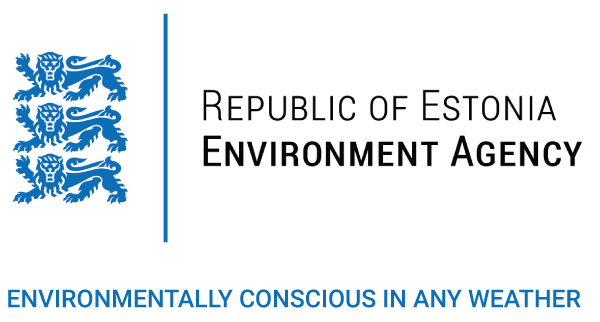 Republic of Estonia
Environment Agency
ENVIRONMENTALLY CONSCIOUS IN ANY WEATHER